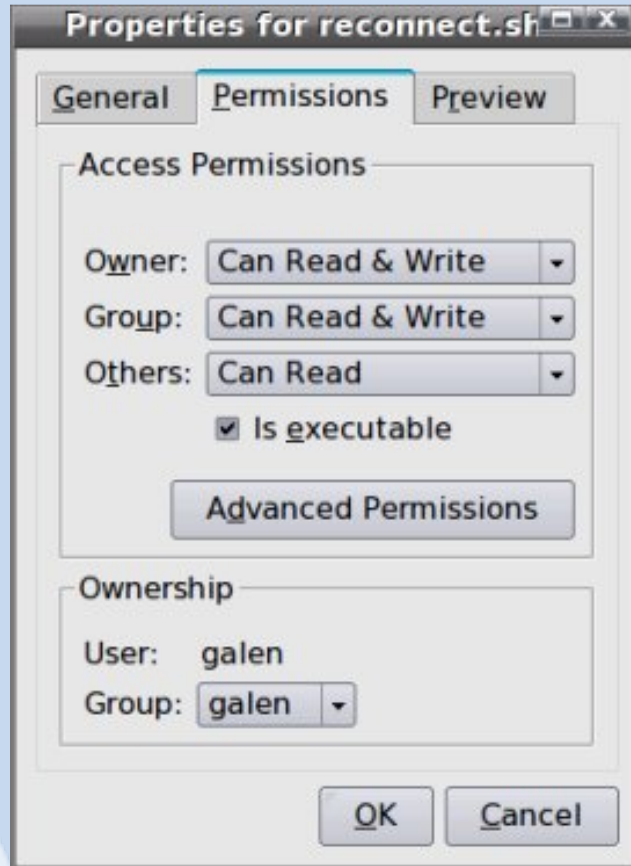 Properties for reconnect.sh
General Permissions Preview
Access Permissions
Owner: Can Read & Write
Group: Can Read & Write
Others: Can Read
Is executable
Advanced Permissions
Ownership
User: galen
Group: galen
OK Cancel